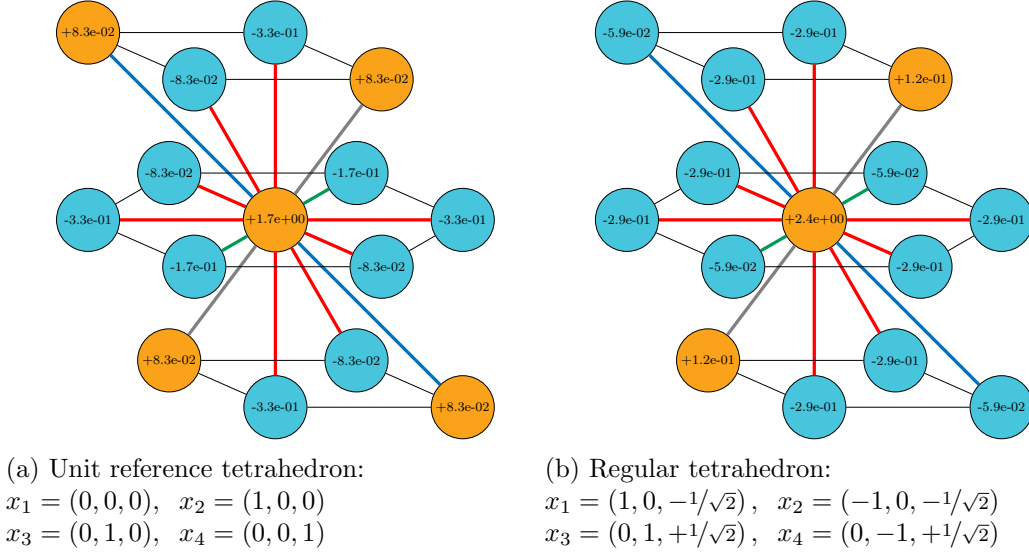 +8.3e-02 -3.3e-01 -5.9e-02 -2.9e-01
-8.3e-02 +8.3e-02 -2.9e-01 +1.2e-01
-8.3e-02 -1.7e-01 -2.9e-01 -5.9e-02
-3.3e-01 +1.7e+00 -3.3e-01 -2.9e-01 +2.4e+00 -2.9e-01
-1.7e-01 -8.3e-02 -5.9e-02 -2.9e-01
+8.3e-02 -8.3e-02 +1.2e-01 -2.9e-01
-3.3e-01 +8.3e-02 -2.9e-01 -5.9e-02
(a) Unit reference tetrahedron:
x₁ = (0, 0, 0), x₂ = (1, 0, 0)
x₃ = (0, 1, 0), x₄ = (0, 0, 1)
(b) Regular tetrahedron:
x₁ = (1, 0, −1/√2), x₂ = (−1, 0, −1/√2)
x₃ = (0, 1, +1/√2), x₄ = (0, −1, +1/√2)